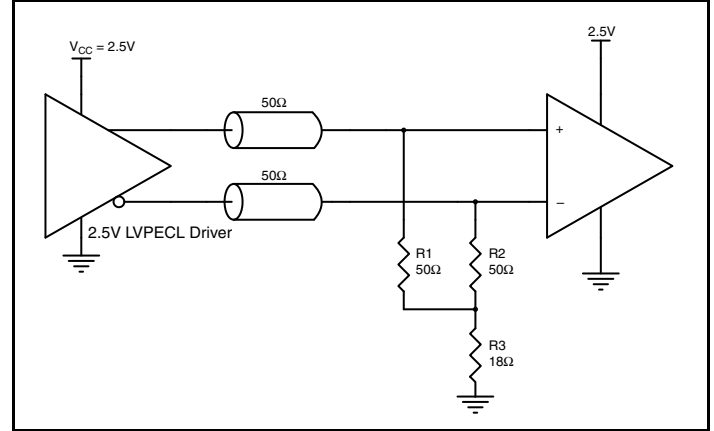 V_CC = 2.5V
2.5V
50Ω
50Ω
+
−
2.5V LVPECL Driver
R1
50Ω
R2
50Ω
R3
18Ω